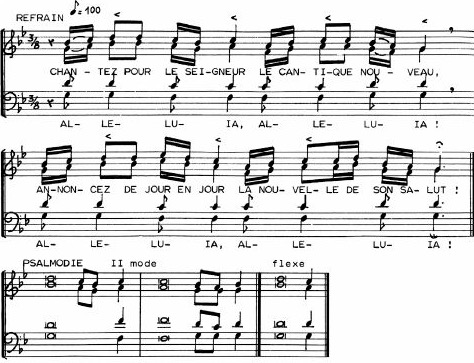 REFRAIN ♪= 100
CHAN - TEZ POUR LE SEI-GNEUR LE CAN-TI-QUE NOU - VEAU,
AL- LE- LU- IA, AL- LE- LU- IA !
AN-NON-CEZ DE JOUR EN JOUR LA NOU-VEL-LE DE SON SA-LUT !
AL- LE- LU- IA, AL- LE- LU- IA !
PSALMODIE II mode flexe